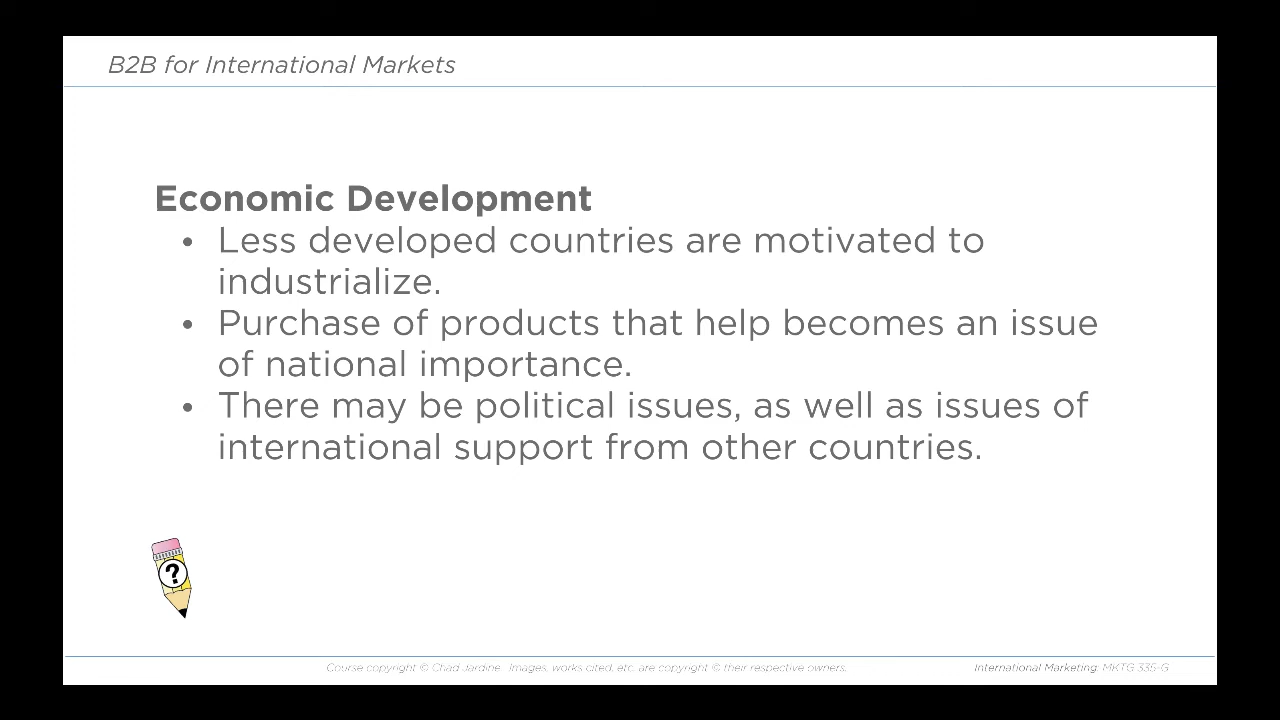 B2B for International Markets
Economic Development
• Less developed countries are motivated to
industrialize.
• Purchase of products that help becomes an issue
of national importance.
• There may be political issues, as well as issues of
international support from other countries.
?
Course copyright © Chad Jardine. Images, works cited, etc. are copyright © their respective owners.
International Marketing: MKTG 335-G